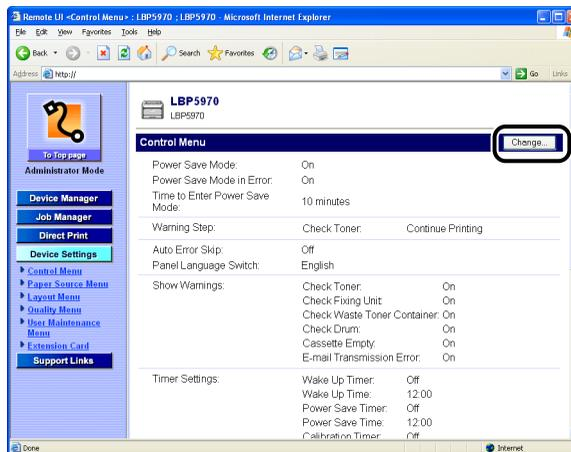 Remote UI <Control Menu> : LBP5970 ; LBP5970 - Microsoft Internet Explorer
File Edit View Favorites Tools Help
Back Search Favorites
Address http:// Go Links
To Top page
Administrator Mode
Device Manager
Job Manager
Direct Print
Device Settings
Control Menu
Paper Source Menu
Layout Menu
Quality Menu
User Maintenance
Menu
Extension Card
Support Links
LBP5970
LBP5970
Control Menu Change...
Power Save Mode: On
Power Save Mode in Error: On
Time to Enter Power Save
Mode: 10 minutes
Warning Step: Check Toner: Continue Printing
Auto Error Skip: Off
Panel Language Switch: English
Show Warnings: Check Toner: On
Check Fixing Unit: On
Check Waste Toner Container: On
Check Drum: On
Cassette Empty: On
E-mail Transmission Error: On
Timer Settings: Wake Up Timer: Off
Wake Up Time: 12:00
Power Save Timer: Off
Power Save Time: 12:00
Calibration Timer: Off
Done Internet